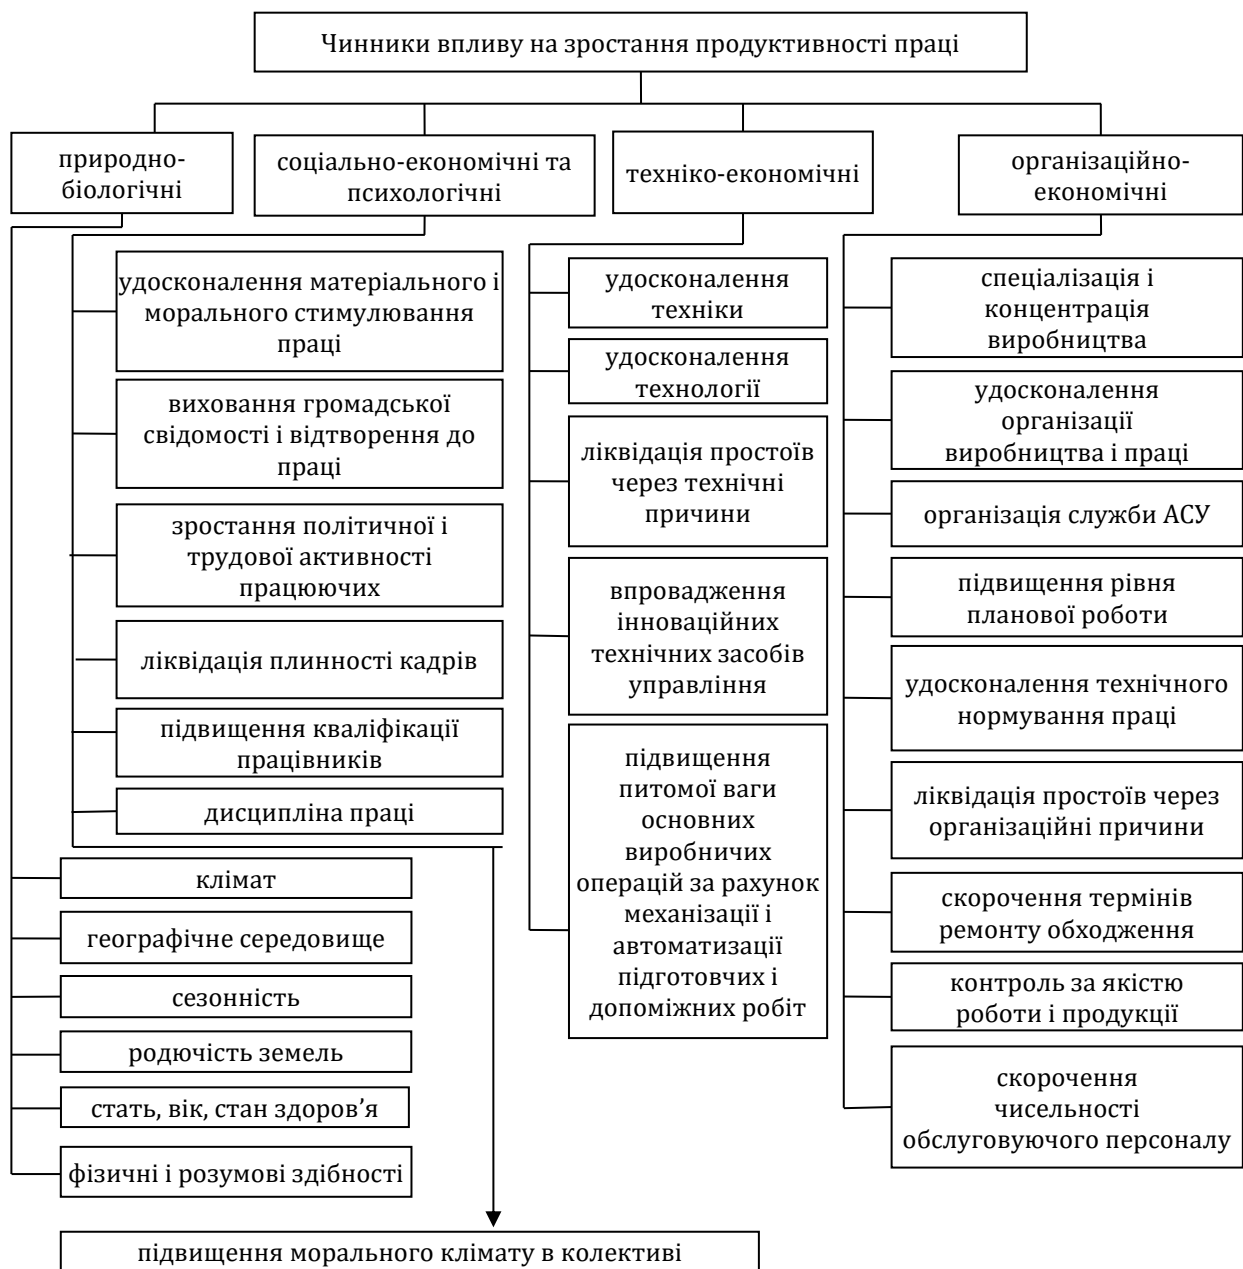 Чинники впливу на зростання продуктивності праці
природно-
біологічні
соціально-економічні та
психологічні
техніко-економічні
організаційно-
економічні
удосконалення матеріального і
морального стимулювання
праці
виховання громадської
свідомості і відтворення до
праці
зростання політичної і
трудової активності
працюючих
ліквідація плинності кадрів
підвищення кваліфікації
працівників
дисципліна праці
клімат
географічне середовище
сезонність
родючість земель
стать, вік, стан здоров’я
фізичні і розумові здібності
підвищення морального клімату в колективі
удосконалення
техніки
удосконалення
технології
ліквідація простоїв
через технічні
причини
впровадження
інноваційних
технічних засобів
управління
підвищення
питомої ваги
основних
виробничих
операцій за рахунок
механізації і
автоматизації
підготовчих і
допоміжних робіт
спеціалізація і
концентрація
виробництва
удосконалення
організації
виробництва і праці
організація служби АСУ
підвищення рівня
планової роботи
удосконалення технічного
нормування праці
ліквідація простоїв через
організаційні причини
скорочення термінів
ремонту обходження
контроль за якістю
роботи і продукції
скорочення
чисельності
обслуговуючого персоналу